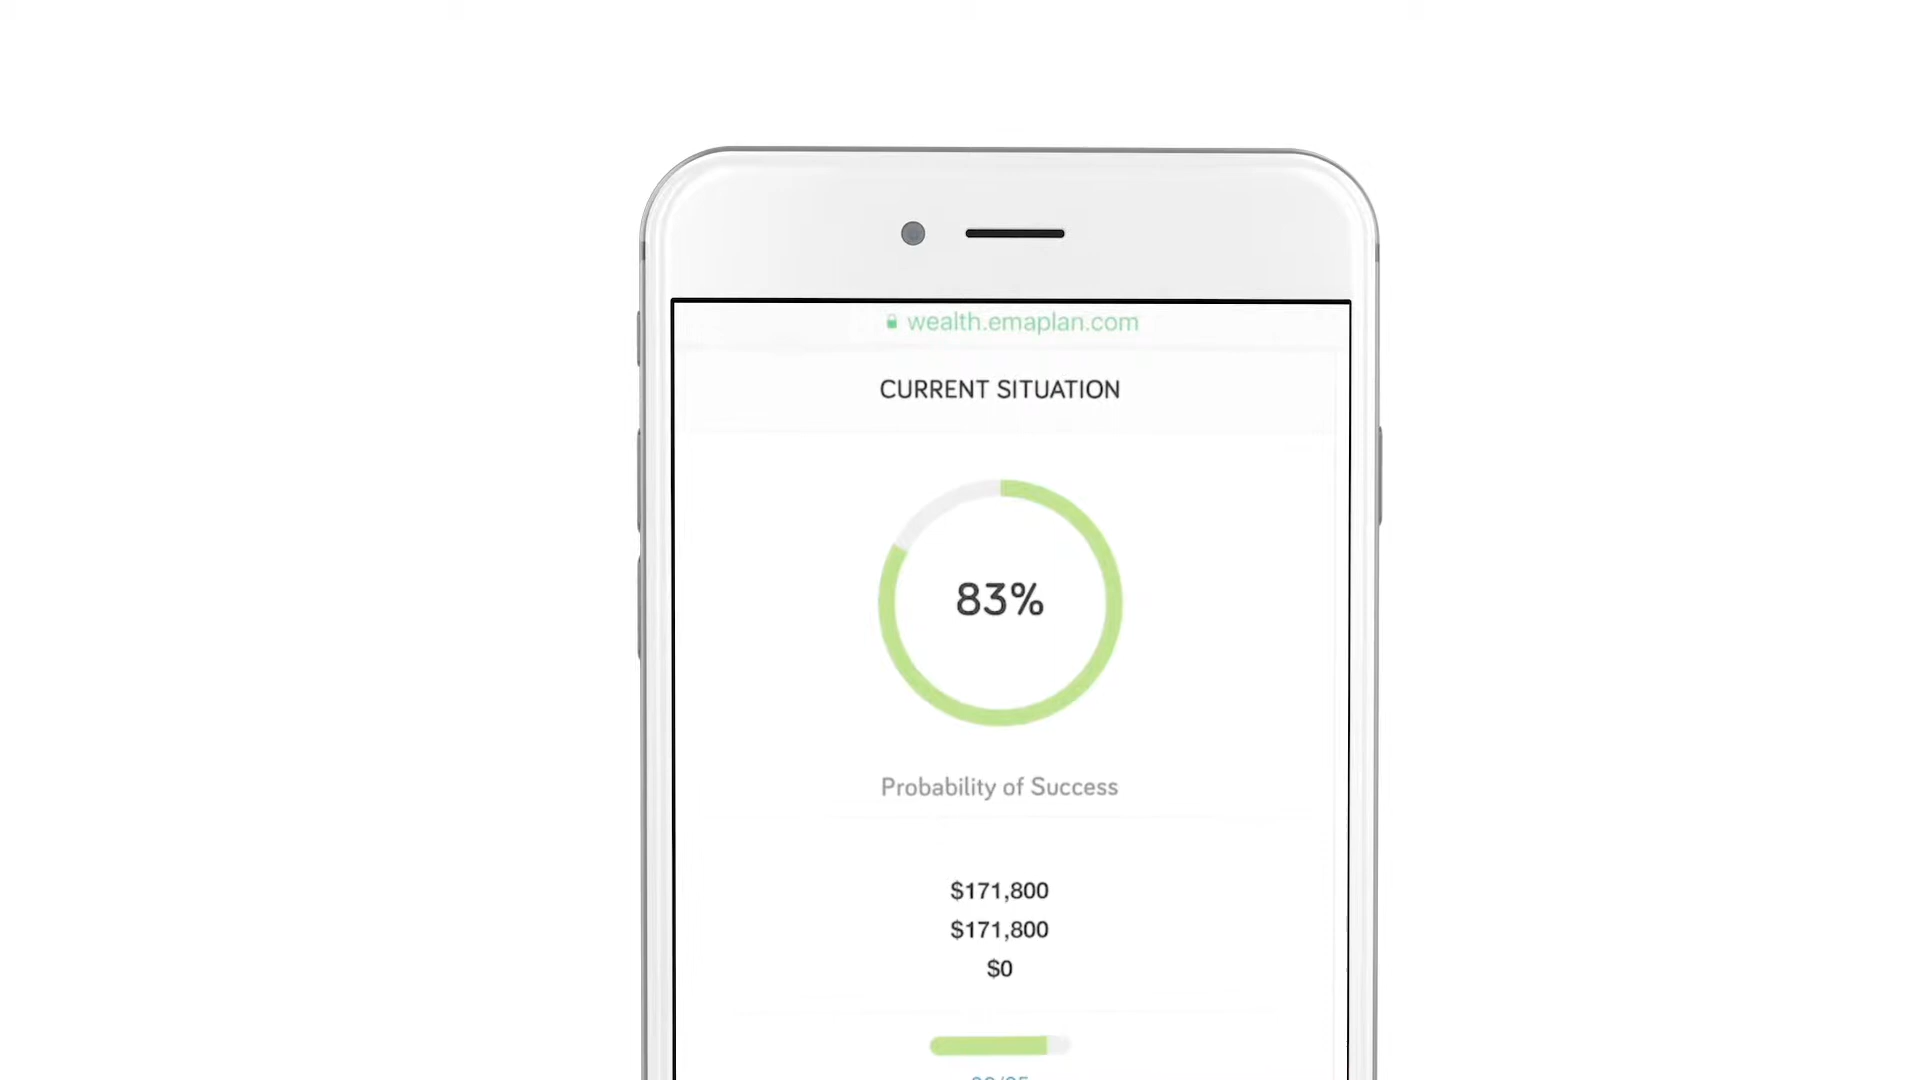 wealth.emaplan.com
CURRENT SITUATION
83%
Probability of Success
$171,800
$171,800
$0